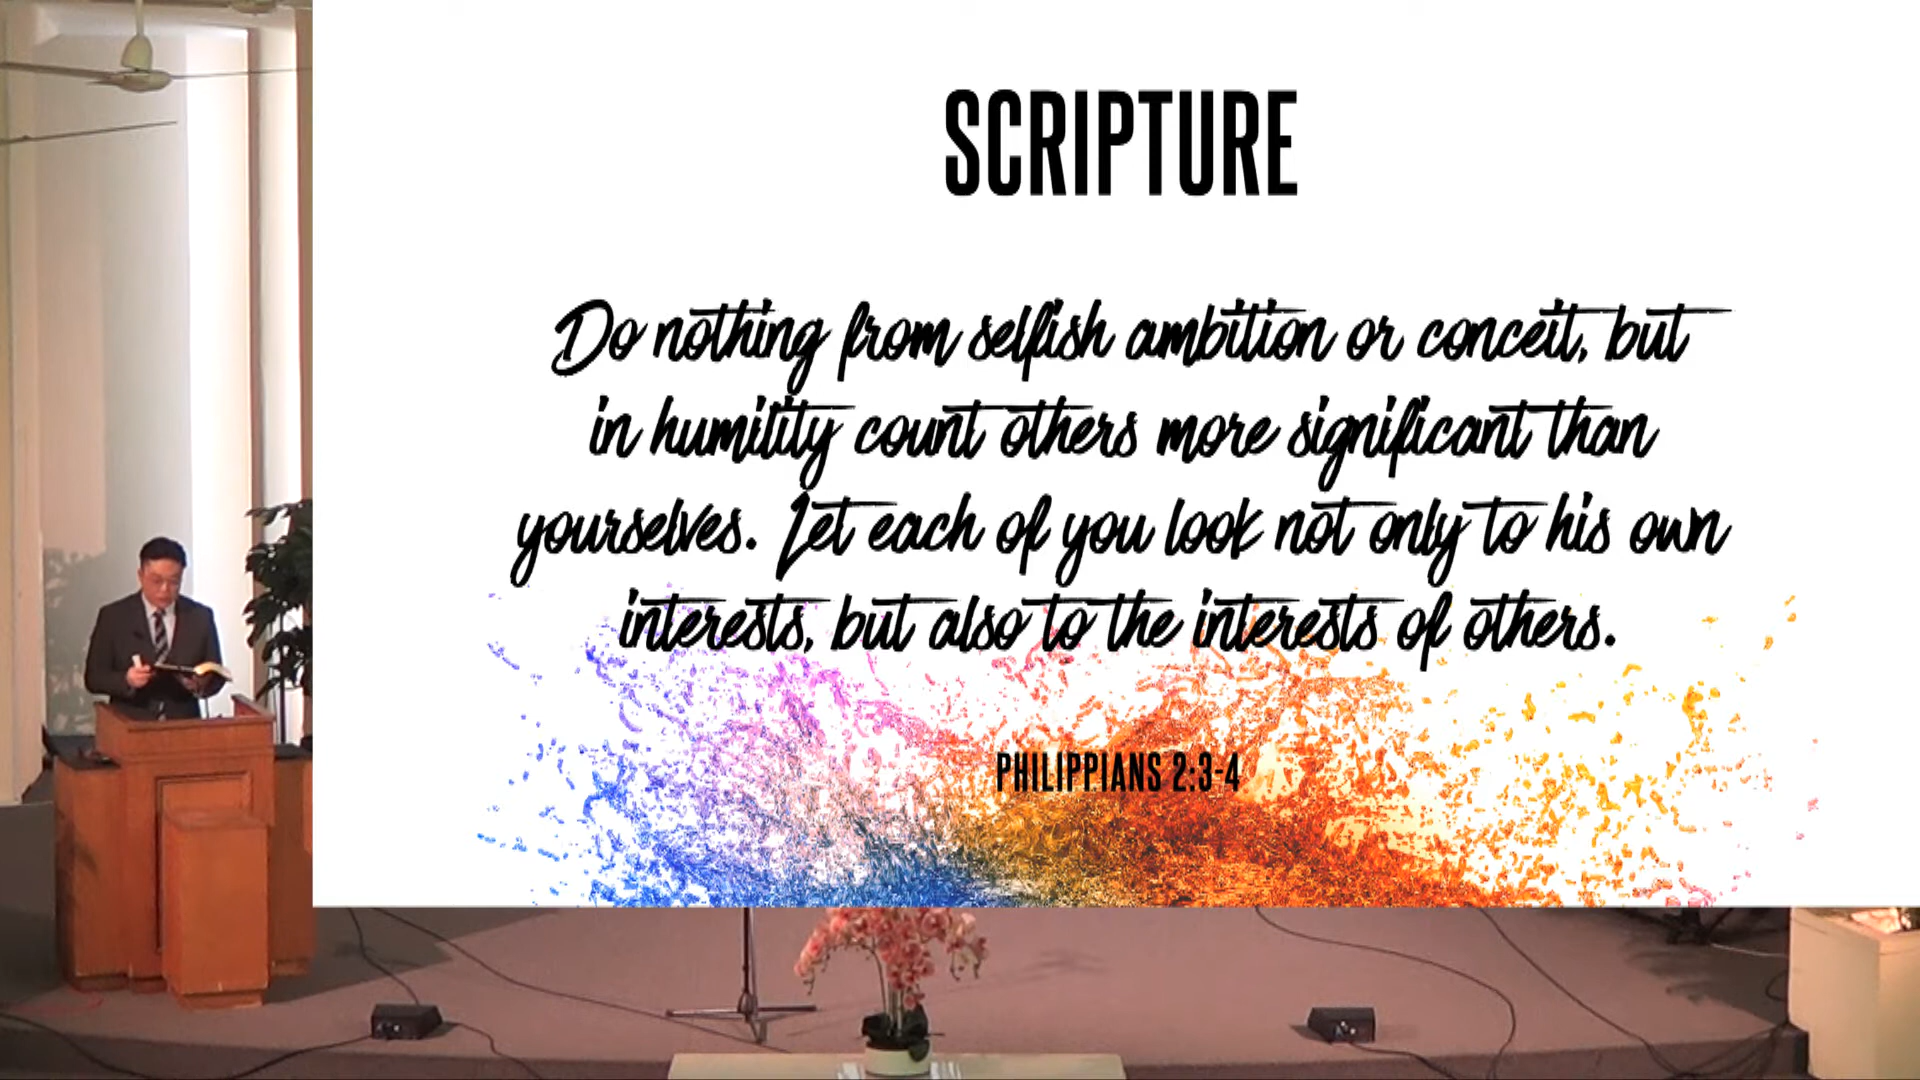 SCRIPTURE
Do nothing from selfish ambition or conceit, but
in humility count others more significant than
yourselves. Let each of you look not only to his own
interests, but also to the interests of others.
PHILIPPIANS 2:3-4